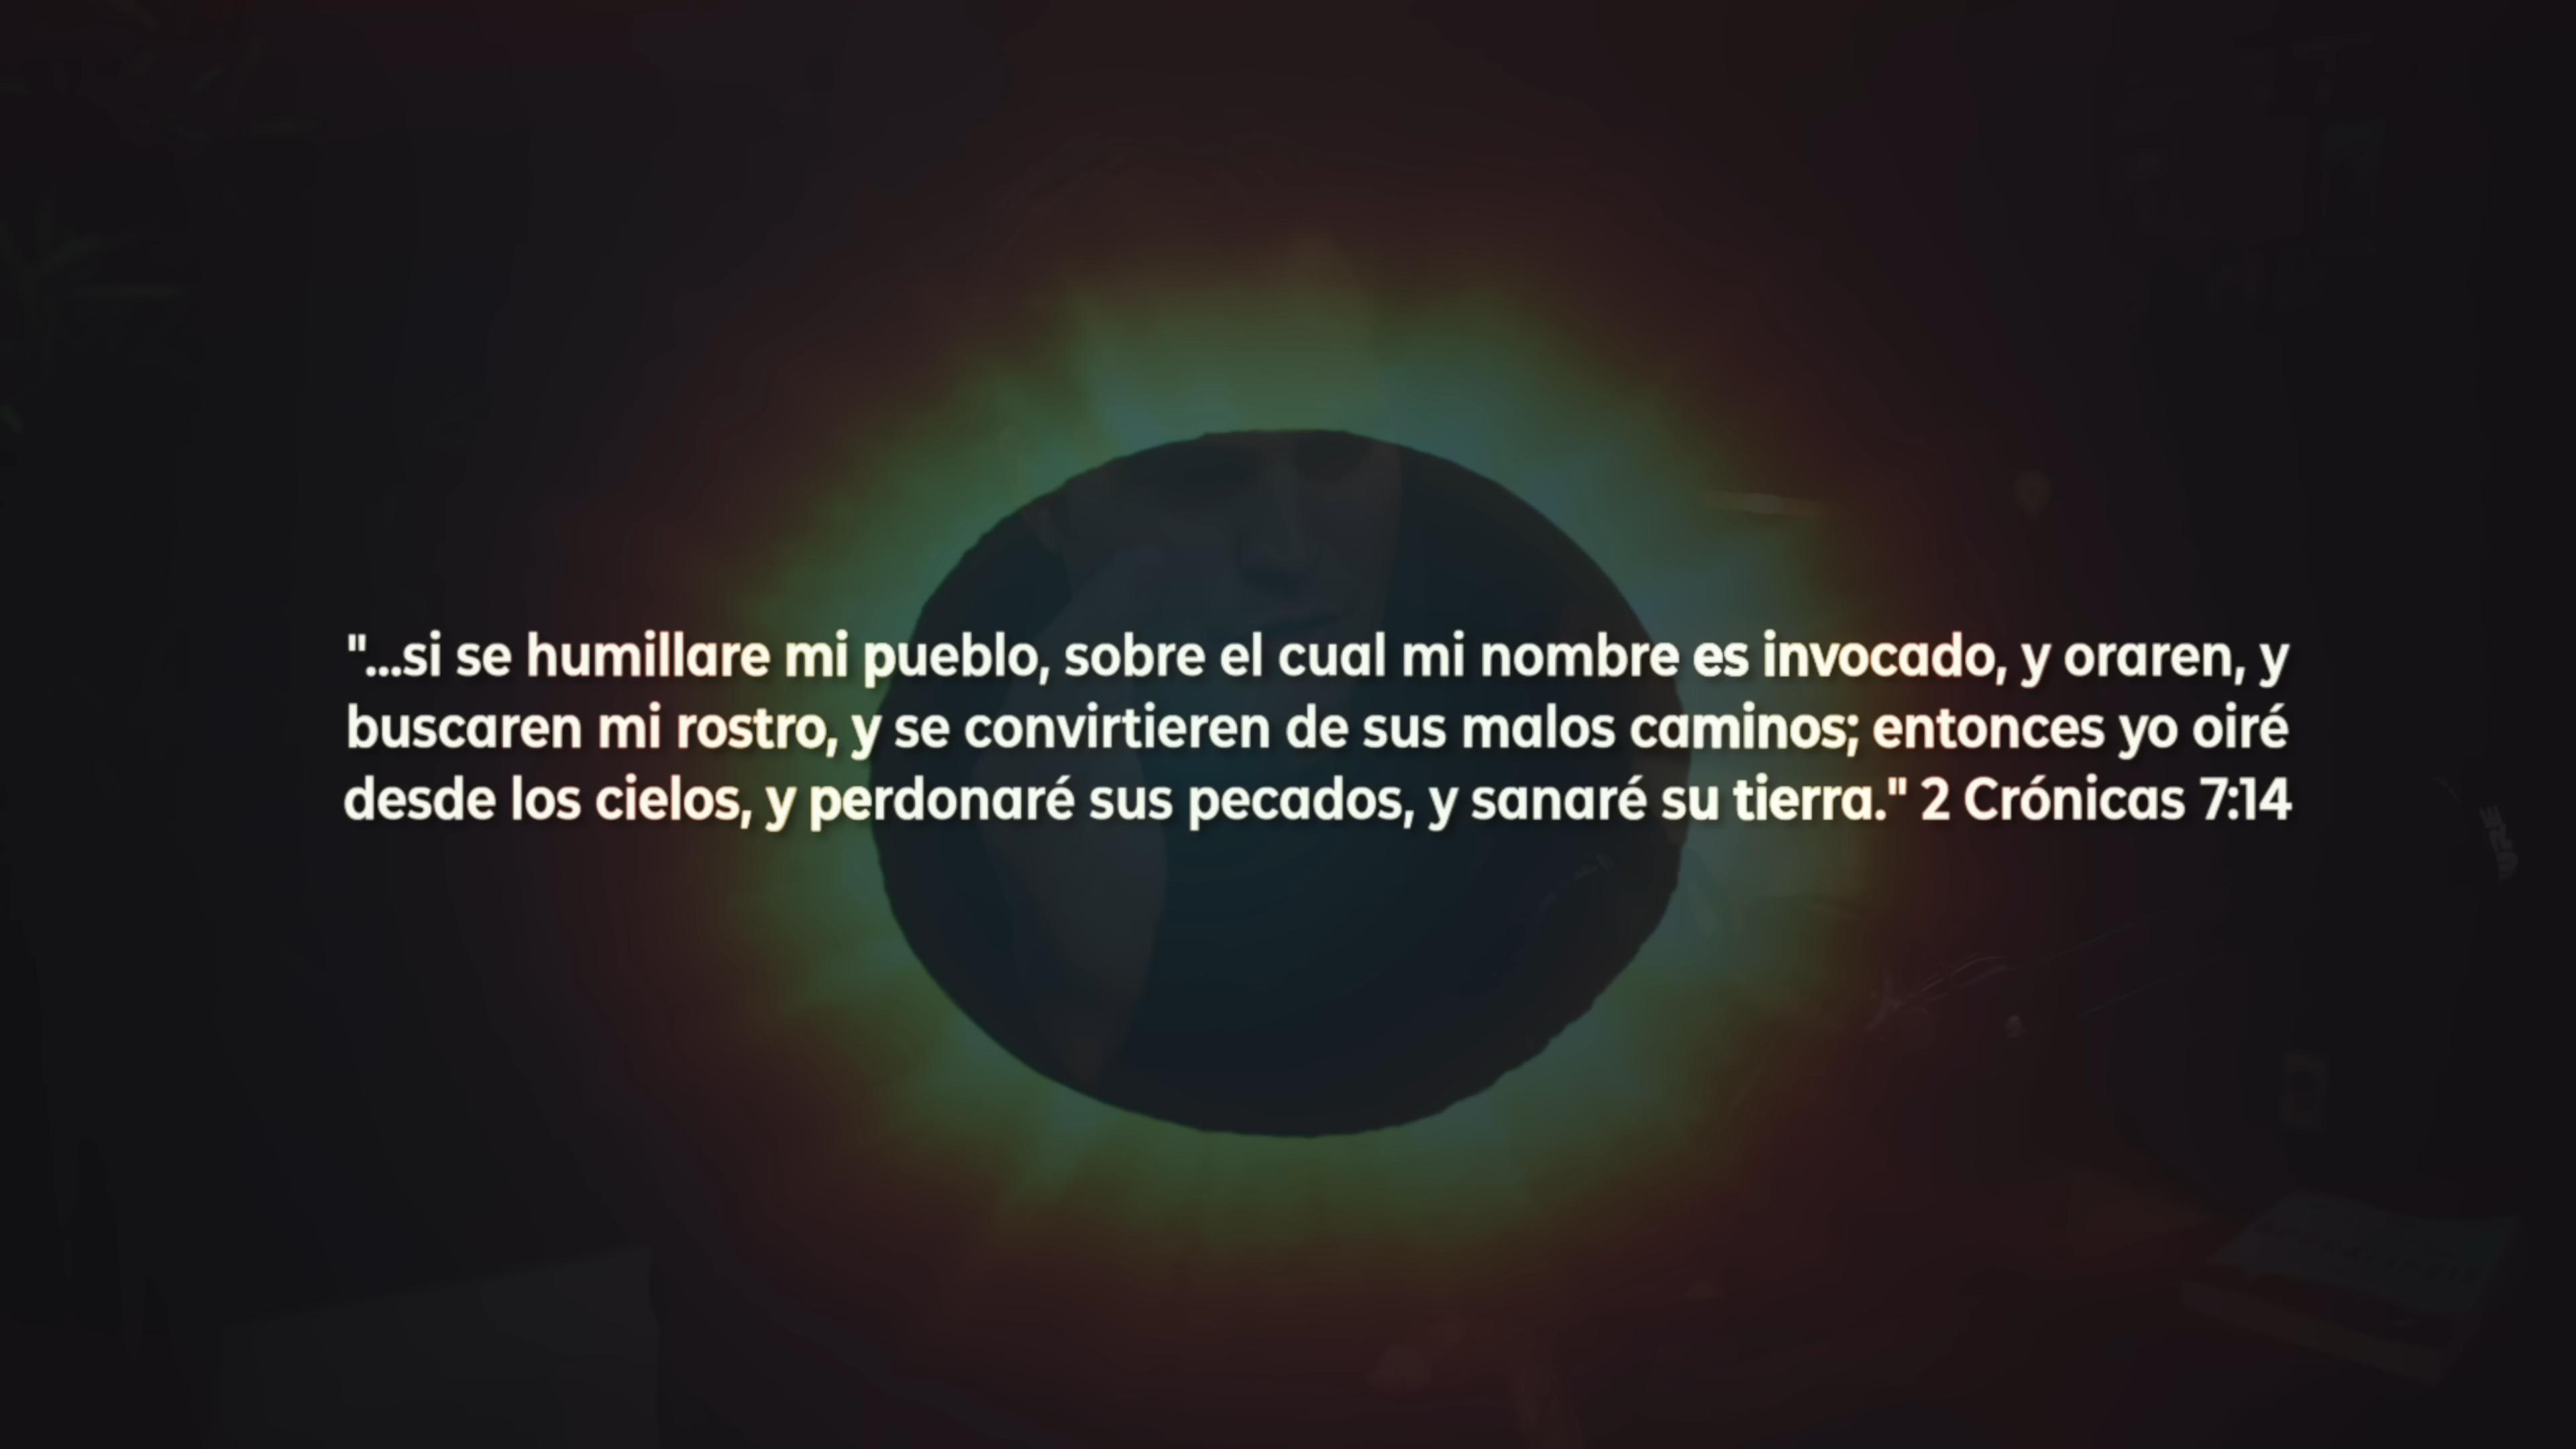 "...si se humillare mi pueblo, sobre el cual mi nombre es invocado, y oraren, y
buscaren mi rostro, y se convirtieren de sus malos caminos; entonces yo oiré
desde los cielos, y perdonaré sus pecados, y sanaré su tierra." 2 Crónicas 7:14